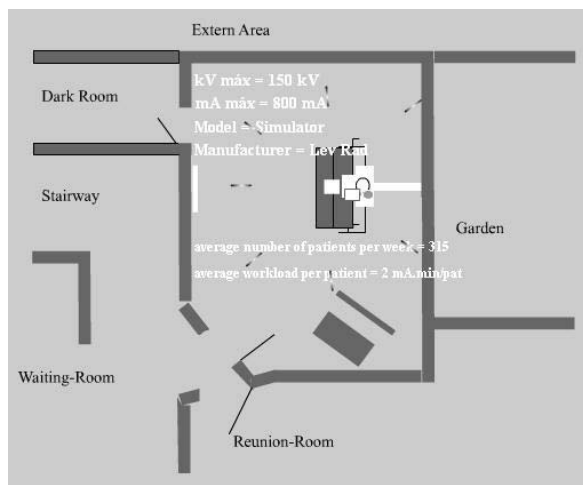 Extern Area
kV máx = 150 kV
mA máx = 800 mA
Dark Room
Model = Simulator
Manufacturer = Lev Rad
Stairway
Garden
average number of patients per week = 315
average workload per patient = 2 mA.min/pat
Waiting-Room
Reunion-Room